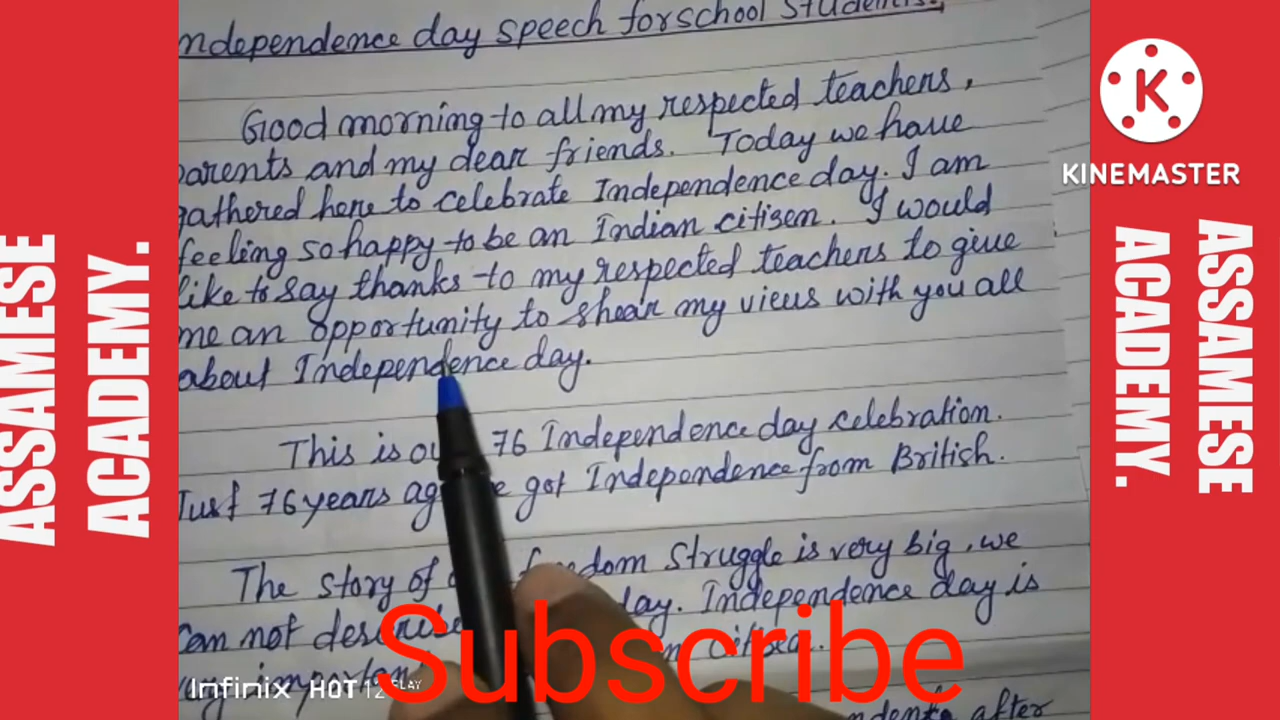 ndependence day speech for school students.
Good morning to all my respected teachers,
parents and my dear friends. Today we have
gathered here to celebrate Independence day. I am
feeling so happy to be an Indian citisen. I would
like to say thanks to my respected teachers to give
me an opportunity to shear my views with you all
about Independence day.
This is ou 76 Independence day celebration.
Just 76 years ag e got Independence from British.
The story of freedom struggle is very big, we
can not describe day. Independence day is
very important
after
Subscribe
Infinix HOT 12 PLAY
ASSAMESE
ACADEMY.
KINEMASTER
ACADEMY.
ASSAMESE